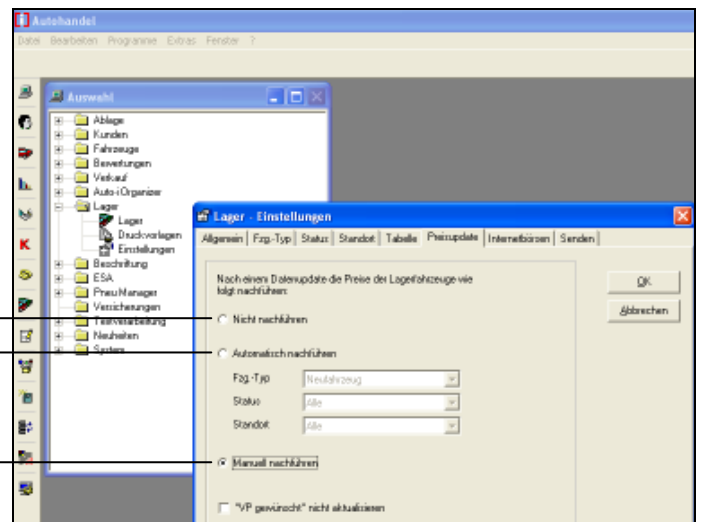 Autohandel
Datei Bearbeiten Programme Extras Fenster ?
Auswahl
Ablage
Kunden
Fahrzeuge
Bewertungen
Verkauf
Auto-i-Organizer
Lager
Lager
Druckvorlagen
Einstellungen
Beschriftung
ESA
PneuManager
Versicherungen
Textverarbeitung
Neuheiten
System
Lager - Einstellungen
Allgemein Fzg.-Typ Status Standort Tabelle Preisupdate Internetbörsen Senden
Nach einem Datenupdate die Preise der Lagerfahrzeuge wie
folgt nachführen:
OK
Abbrechen
Nicht nachführen
Automatisch nachführen
Fzg.-Typ Neufahrzeug
Status Alle
Standort Alle
Manuell nachführen
"VP gewünscht" nicht aktualisieren